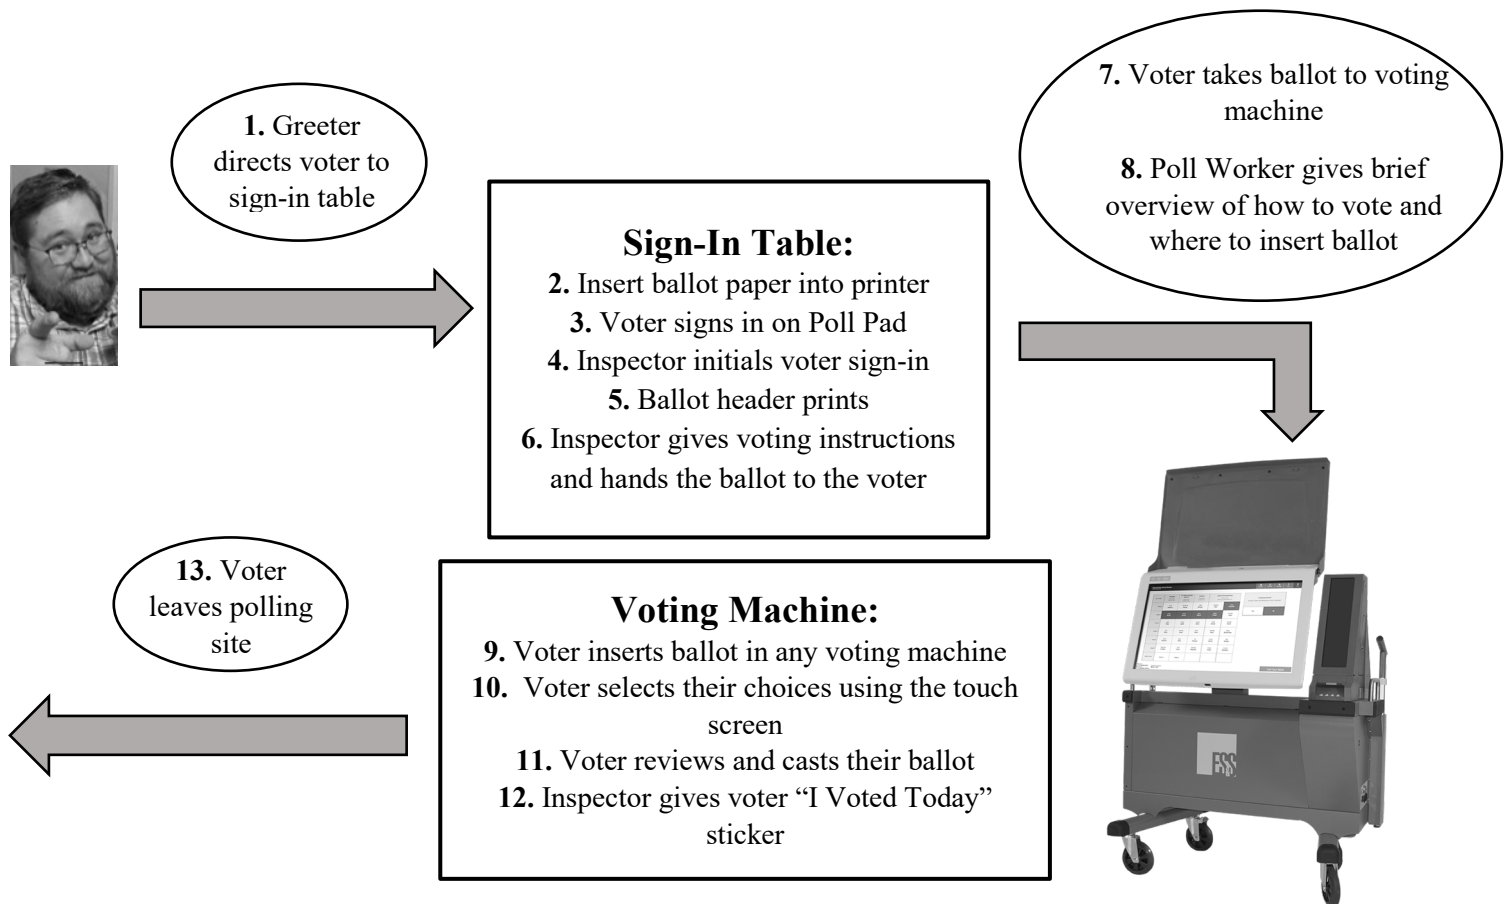 1. Greeter
directs voter to
sign-in table
Sign-In Table:
2. Insert ballot paper into printer
3. Voter signs in on Poll Pad
4. Inspector initials voter sign-in
5. Ballot header prints
6. Inspector gives voting instructions
and hands the ballot to the voter
7. Voter takes ballot to voting
machine
8. Poll Worker gives brief
overview of how to vote and
where to insert ballot
Voting Machine:
9. Voter inserts ballot in any voting machine
10. Voter selects their choices using the touch
screen
11. Voter reviews and casts their ballot
12. Inspector gives voter “I Voted Today”
sticker
13. Voter
leaves polling
site
ESS